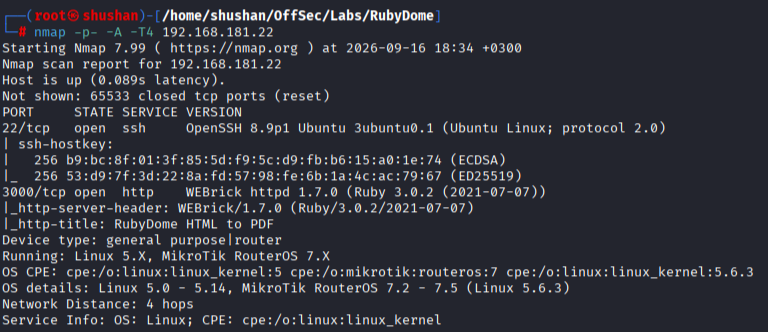 ┌──(root㉿shushan)-[/home/shushan/OffSec/Labs/RubyDome]
└─# nmap -p- -A -T4 192.168.181.22
Starting Nmap 7.99 ( https://nmap.org ) at 2026-09-16 18:34 +0300
Nmap scan report for 192.168.181.22
Host is up (0.089s latency).
Not shown: 65533 closed tcp ports (reset)
PORT     STATE SERVICE VERSION
22/tcp   open  ssh     OpenSSH 8.9p1 Ubuntu 3ubuntu0.1 (Ubuntu Linux; protocol 2.0)
| ssh-hostkey:
|   256 b9:bc:8f:01:3f:85:5d:f9:5c:d9:fb:b6:15:a0:1e:74 (ECDSA)
|_  256 53:d9:7f:3d:22:8a:fd:57:98:fe:6b:1a:4c:ac:79:67 (ED25519)
3000/tcp open  http    WEBrick httpd 1.7.0 (Ruby 3.0.2 (2021-07-07))
|_http-server-header: WEBrick/1.7.0 (Ruby/3.0.2/2021-07-07)
|_http-title: RubyDome HTML to PDF
Device type: general purpose|router
Running: Linux 5.X, MikroTik RouterOS 7.X
OS CPE: cpe:/o:linux:linux_kernel:5 cpe:/o:mikrotik:routeros:7 cpe:/o:linux:linux_kernel:5.6.3
OS details: Linux 5.0 - 5.14, MikroTik RouterOS 7.2 - 7.5 (Linux 5.6.3)
Network Distance: 4 hops
Service Info: OS: Linux; CPE: cpe:/o:linux:linux_kernel